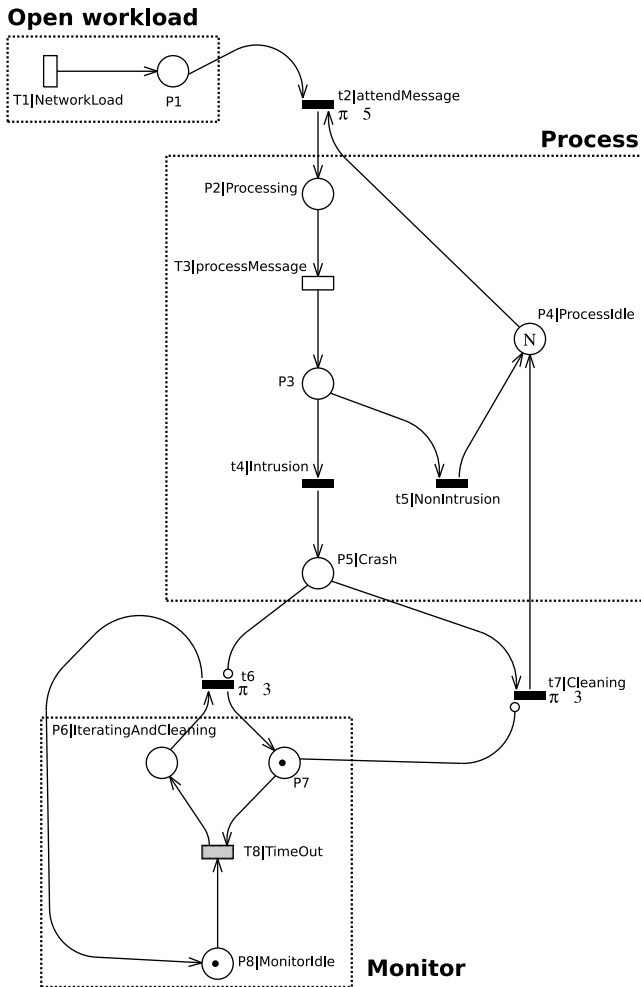 Open workload
T1|NetworkLoad
P1
t2|attendMessage
π 5
Process
P2|Processing
T3|processMessage
P4|ProcessIdle
N
P3
t4|Intrusion
t5|NonIntrusion
P5|Crash
t6
π 3
t7|Cleaning
π 3
P6|IteratingAndCleaning
P7
T8|TimeOut
P8|MonitorIdle
Monitor